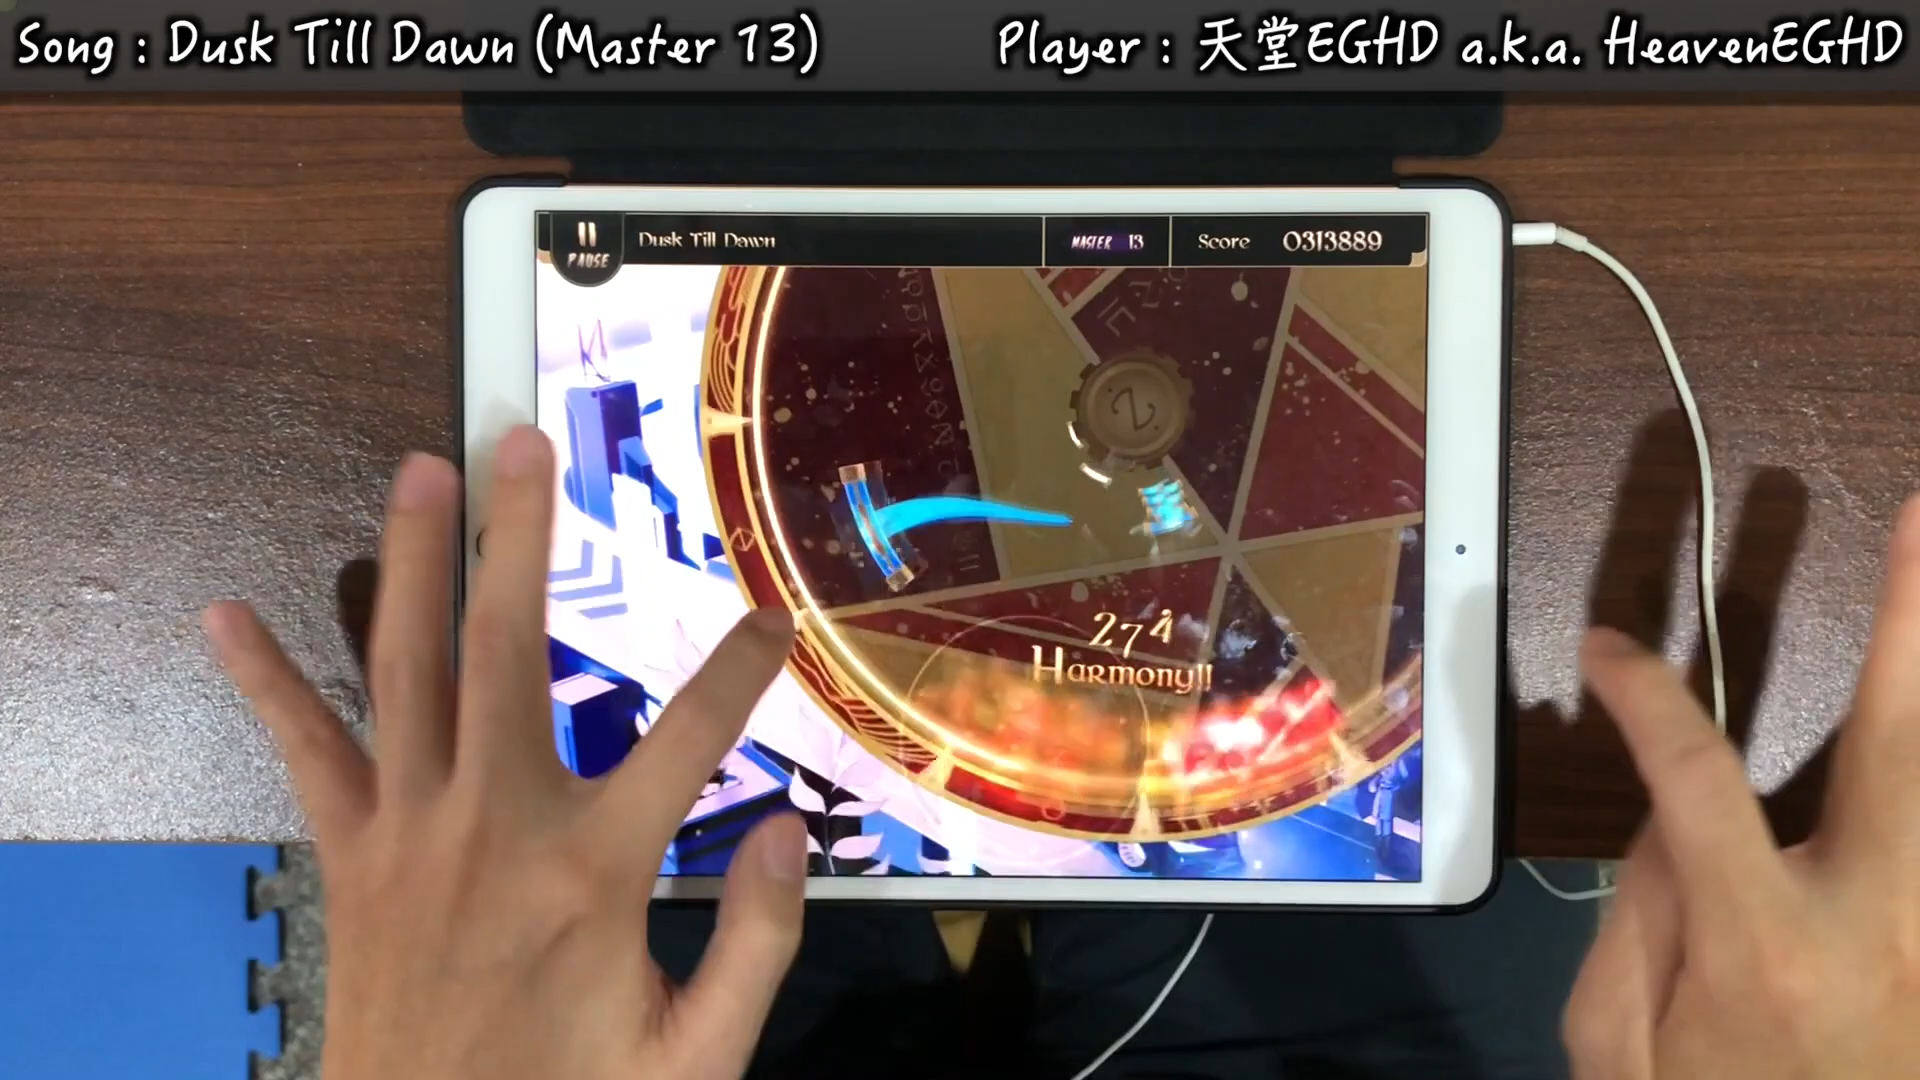 Song : Dusk Till Dawn (Master 13)
Player : 天堂EGHD a.k.a. HeavenEGHD
PAUSE
Dusk Till Dawn
MASTER 13
Score 0313889
274
Harmony!!